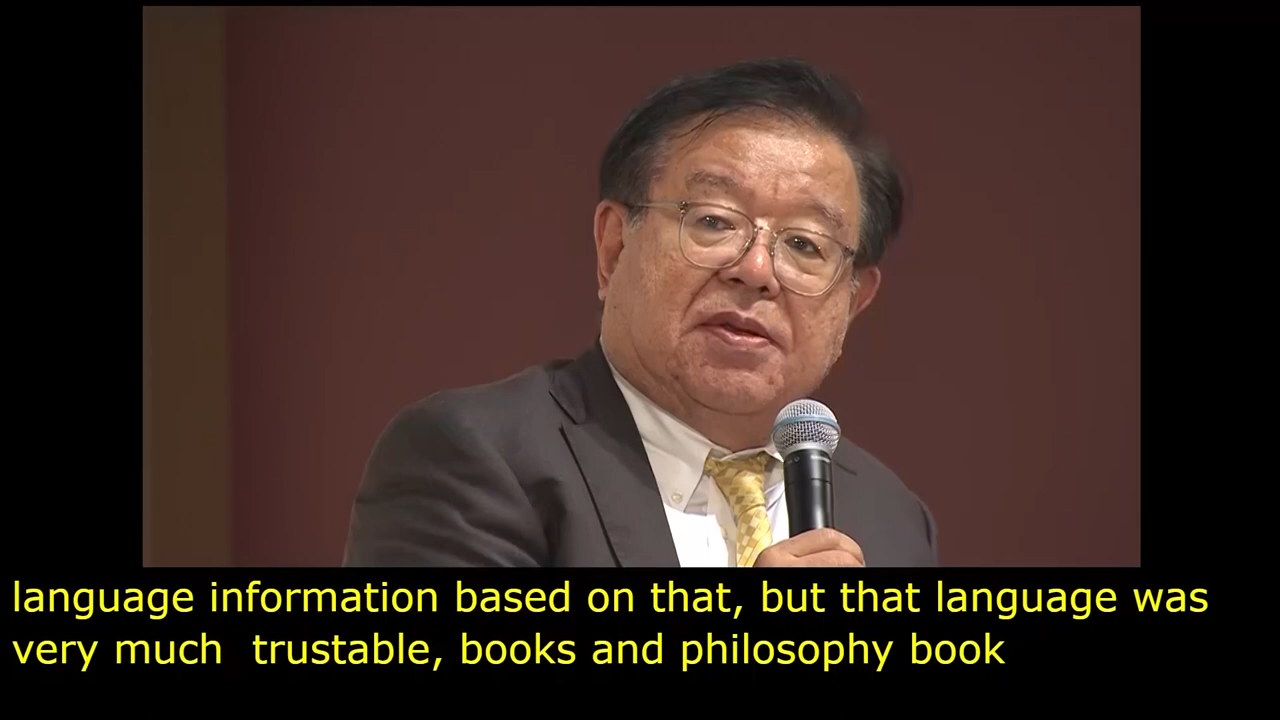 language information based on that, but that language was
very much  trustable, books and philosophy book